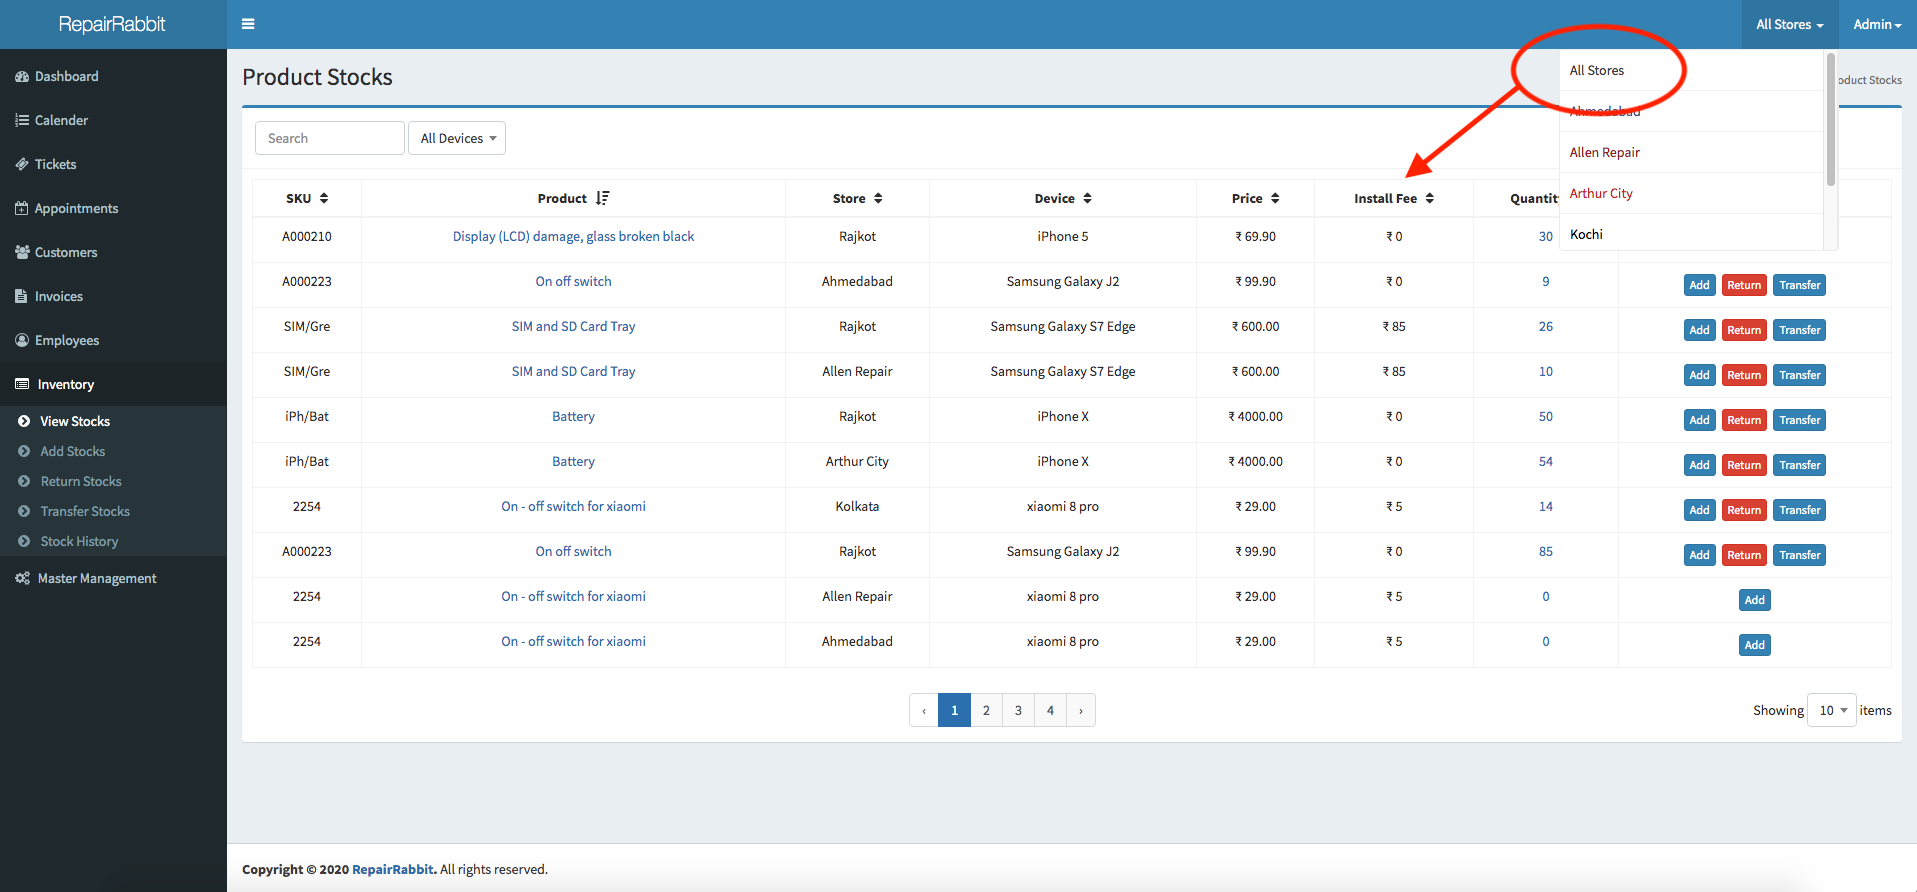 RepairRabbit
All Stores
Admin
Dashboard
Calender
Tickets
Appointments
Customers
Invoices
Employees
Inventory
View Stocks
Add Stocks
Return Stocks
Transfer Stocks
Stock History
Master Management
Product Stocks
oduct Stocks
All Stores
Ahmedabad
Allen Repair
Arthur City
Kochi
Search
All Devices
SKU Product Store Device Price Install Fee Quantity
A000210 Display (LCD) damage, glass broken black Rajkot iPhone 5 ₹ 69.90 ₹ 0 30
A000223 On off switch Ahmedabad Samsung Galaxy J2 ₹ 99.90 ₹ 0 9 Add Return Transfer
SIM/Gre SIM and SD Card Tray Rajkot Samsung Galaxy S7 Edge ₹ 600.00 ₹ 85 26 Add Return Transfer
SIM/Gre SIM and SD Card Tray Allen Repair Samsung Galaxy S7 Edge ₹ 600.00 ₹ 85 10 Add Return Transfer
iPh/Bat Battery Rajkot iPhone X ₹ 4000.00 ₹ 0 50 Add Return Transfer
iPh/Bat Battery Arthur City iPhone X ₹ 4000.00 ₹ 0 54 Add Return Transfer
2254 On - off switch for xiaomi Kolkata xiaomi 8 pro ₹ 29.00 ₹ 5 14 Add Return Transfer
A000223 On off switch Rajkot Samsung Galaxy J2 ₹ 99.90 ₹ 0 85 Add Return Transfer
2254 On - off switch for xiaomi Allen Repair xiaomi 8 pro ₹ 29.00 ₹ 5 0 Add
2254 On - off switch for xiaomi Ahmedabad xiaomi 8 pro ₹ 29.00 ₹ 5 0 Add
‹ 1 2 3 4 ›
Showing 10 items
Copyright © 2020 RepairRabbit. All rights reserved.